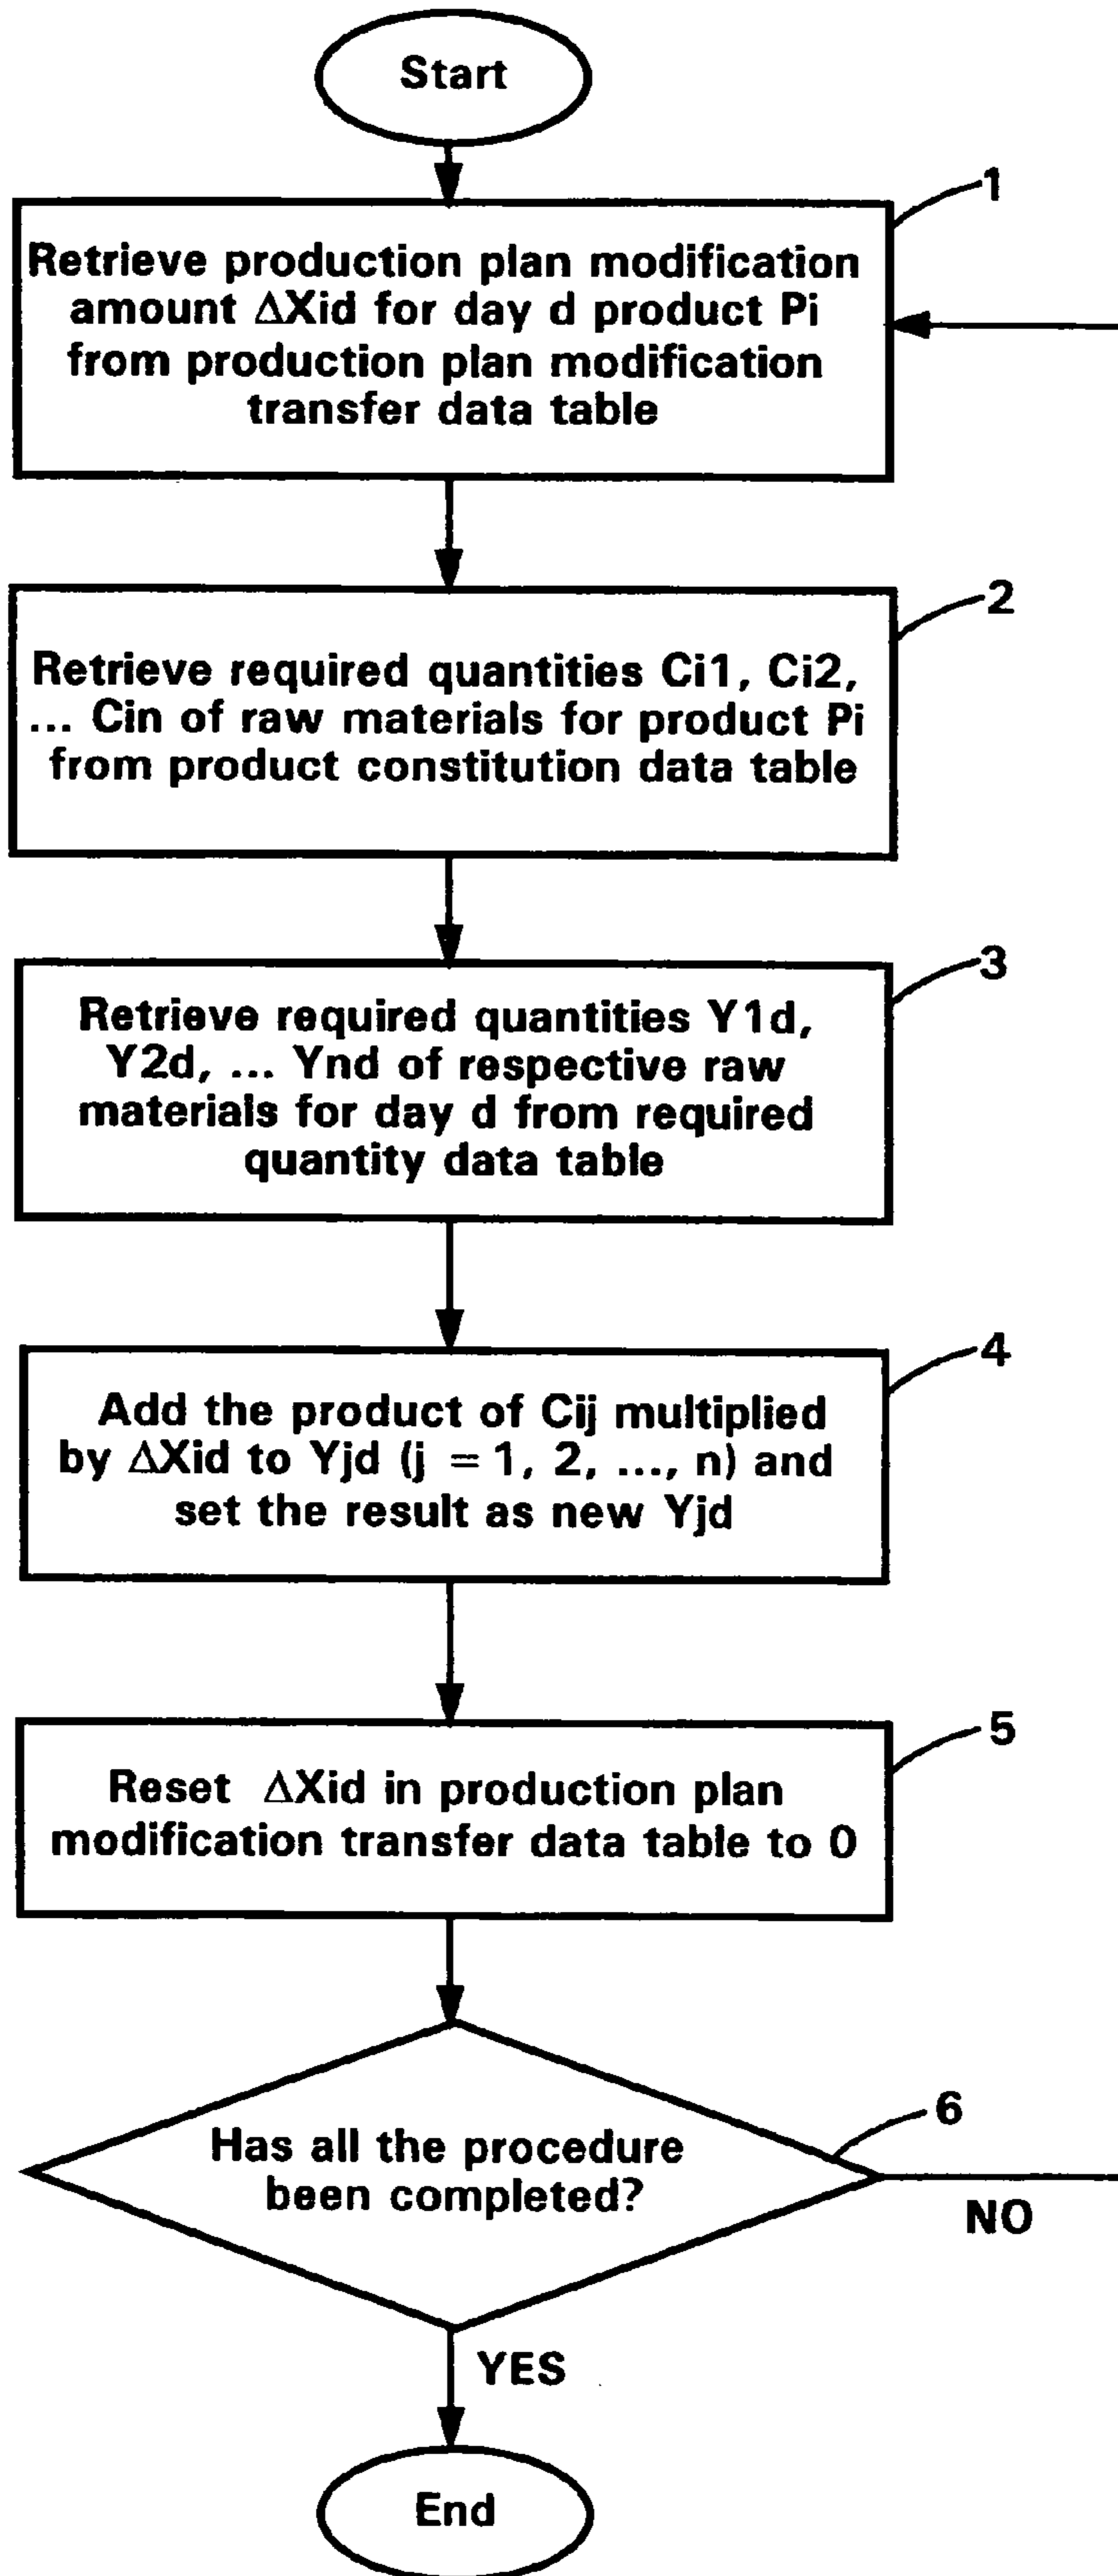 Start
1
Retrieve production plan modification
amount ΔXid for day d product Pi
from production plan modification
transfer data table
2
Retrieve required quantities Ci1, Ci2,
... Cin of raw materials for product Pi
from product constitution data table
3
Retrieve required quantities Y1d,
Y2d, ... Ynd of respective raw
materials for day d from required
quantity data table
4
Add the product of Cij multiplied
by ΔXid to Yjd (j = 1, 2, ..., n) and
set the result as new Yjd
5
Reset ΔXid in production plan
modification transfer data table to 0
6
Has all the procedure
been completed?
NO
YES
End